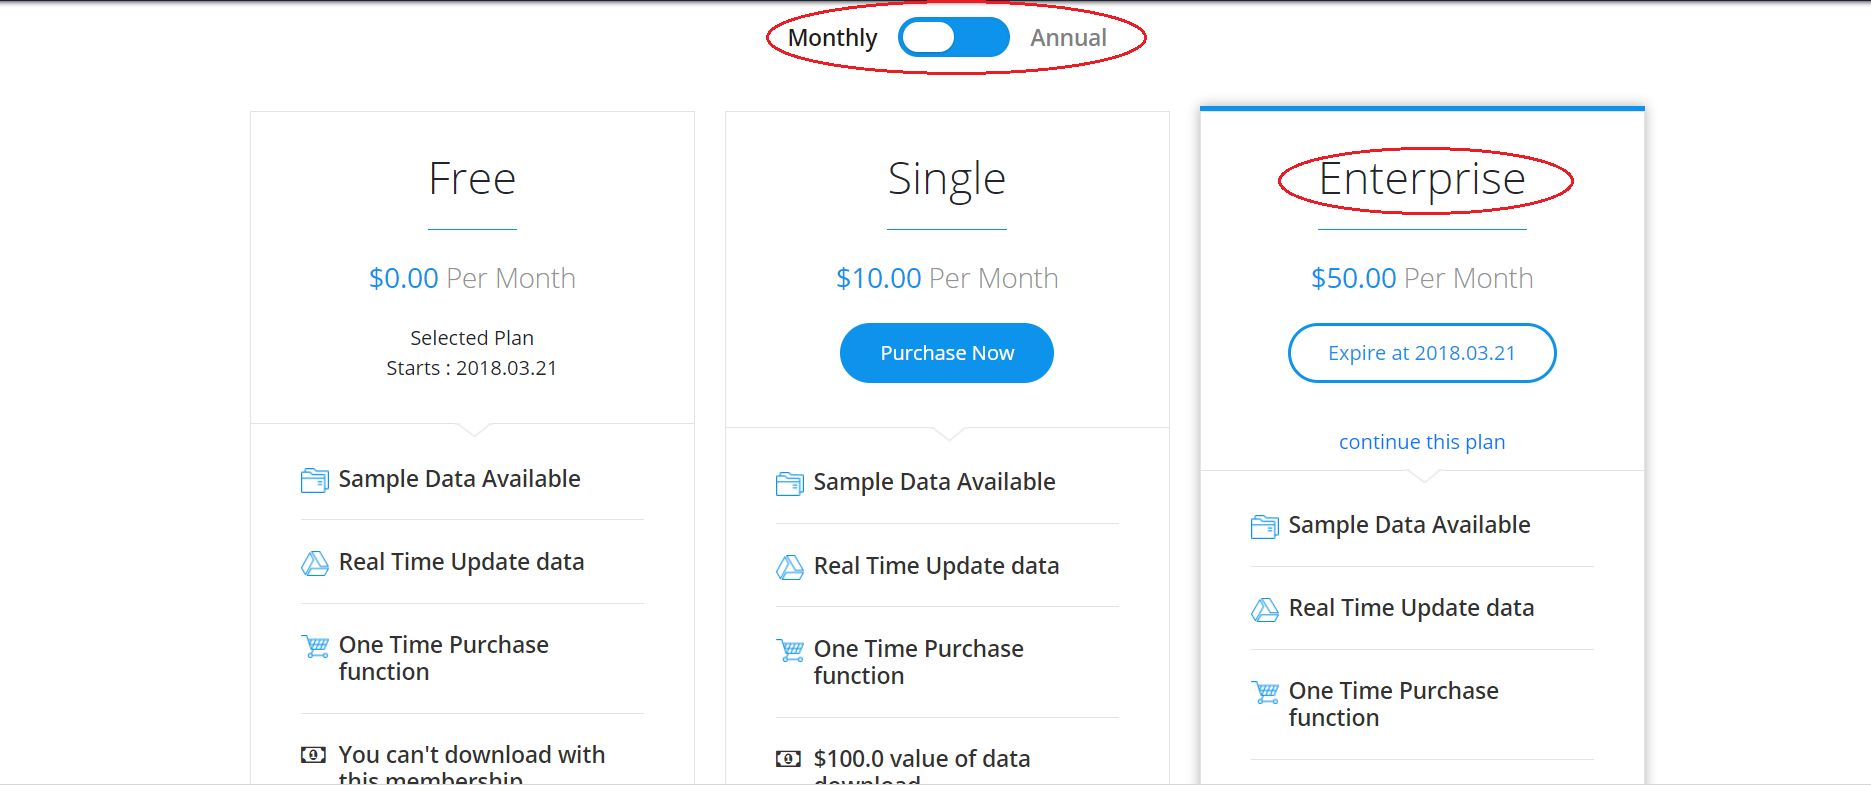 Monthly Annual
Free
$0.00 Per Month
Selected Plan
Starts : 2018.03.21
Sample Data Available
Real Time Update data
One Time Purchase
function
You can't download with
this membership
Single
$10.00 Per Month
Purchase Now
Sample Data Available
Real Time Update data
One Time Purchase
function
$100.0 value of data
download
Enterprise
$50.00 Per Month
Expire at 2018.03.21
continue this plan
Sample Data Available
Real Time Update data
One Time Purchase
function